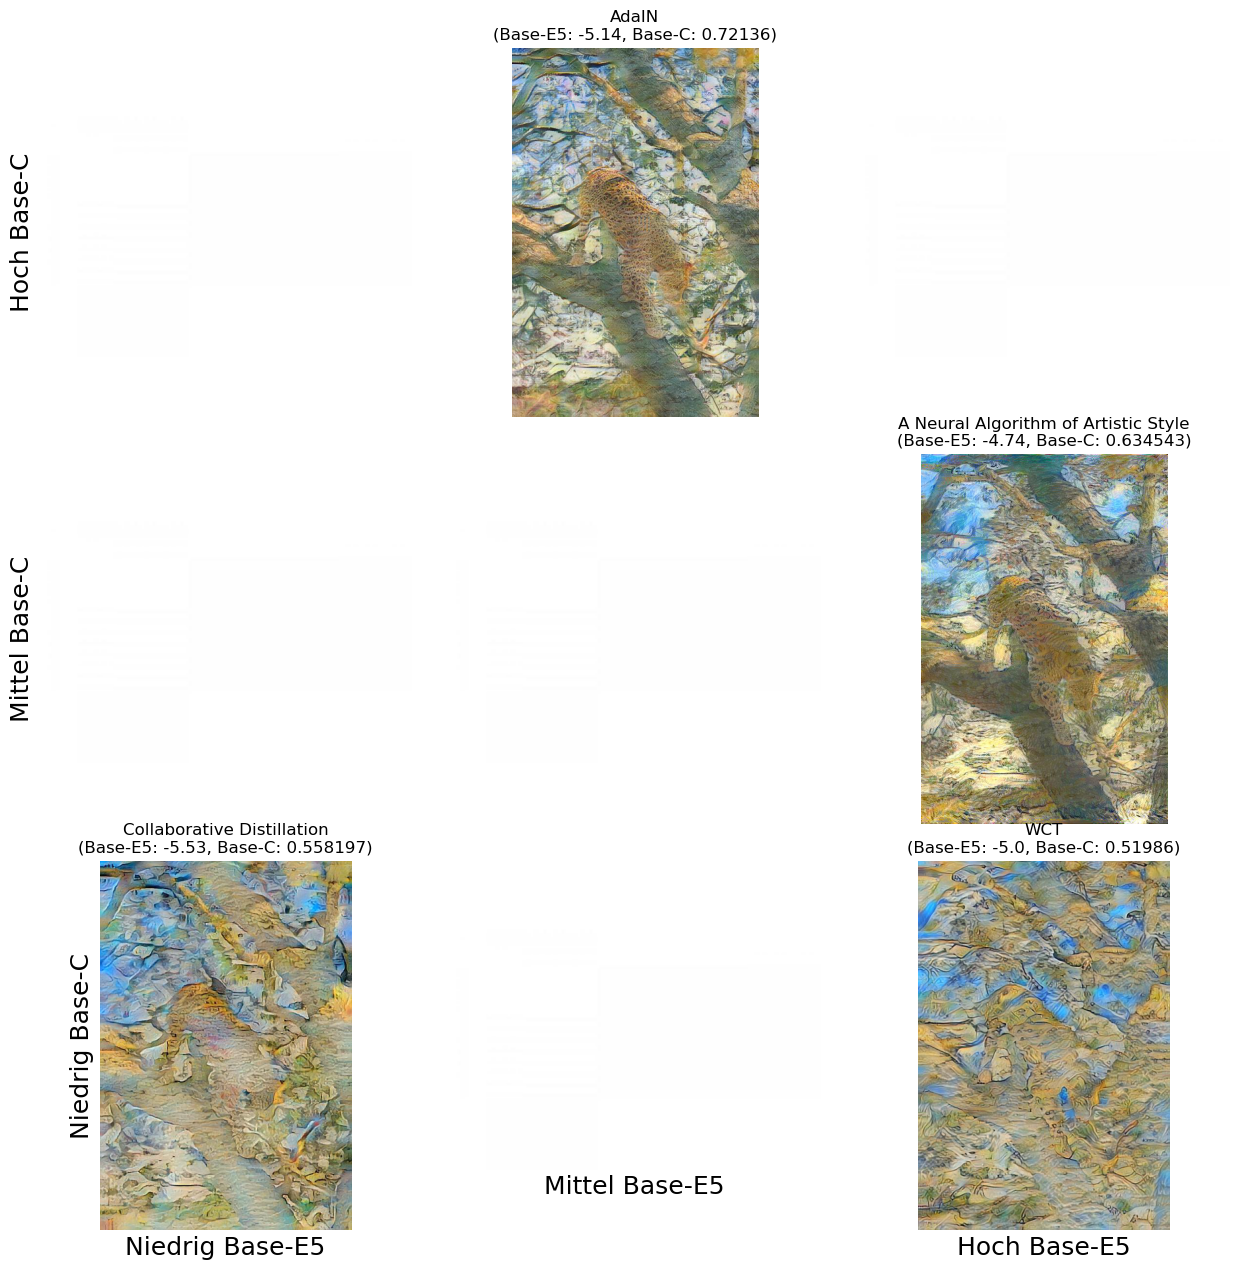 AdaIN
(Base-E5: -5.14, Base-C: 0.72136)
Hoch Base-C
A Neural Algorithm of Artistic Style
(Base-E5: -4.74, Base-C: 0.634543)
Mittel Base-C
Collaborative Distillation
(Base-E5: -5.53, Base-C: 0.558197)
WCT
(Base-E5: -5.0, Base-C: 0.51986)
Niedrig Base-C
Niedrig Base-E5
Mittel Base-E5
Hoch Base-E5